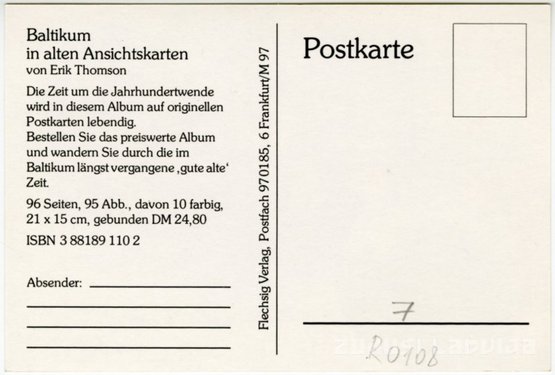 Baltikum
in alten Ansichtskarten
von Erik Thomson
Die Zeit um die Jahrhundertwende
wird in diesem Album auf originellen
Postkarten lebendig.
Bestellen Sie das preiswerte Album
und wandern Sie durch die im
Baltikum längst vergangene ‚gute alte‘
Zeit.
96 Seiten, 95 Abb., davon 10 farbig,
21 x 15 cm, gebunden DM 24,80
ISBN 3 88189 110 2
Absender:
Flechsig Verlag, Postfach 970185, 6 Frankfurt/M 97
Postkarte
7
R0108